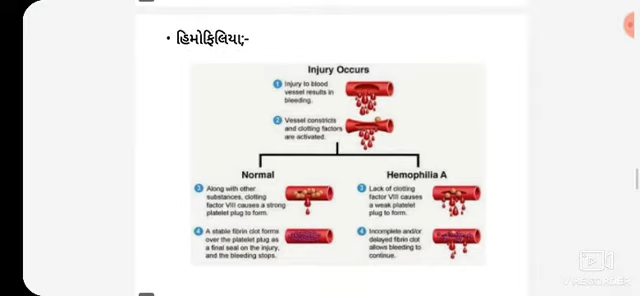 • હિમોફિલિયા;-
Injury Occurs
1 Injury to blood
vessel results in
bleeding.
2 Vessel constricts
and clotting factors
are activated.
Normal
3 Along with other
substances, clotting
factor VIII causes a strong
platelet plug to form.
4 A stable fibrin clot forms
over the platelet plug as
a final seal on the injury,
and the bleeding stops.
Hemophilia A
3 Lack of clotting
factor VIII causes
a weak platelet
plug to form.
4 Incomplete and/or
delayed fibrin clot
allows bleeding to
continue.
V RECORDER